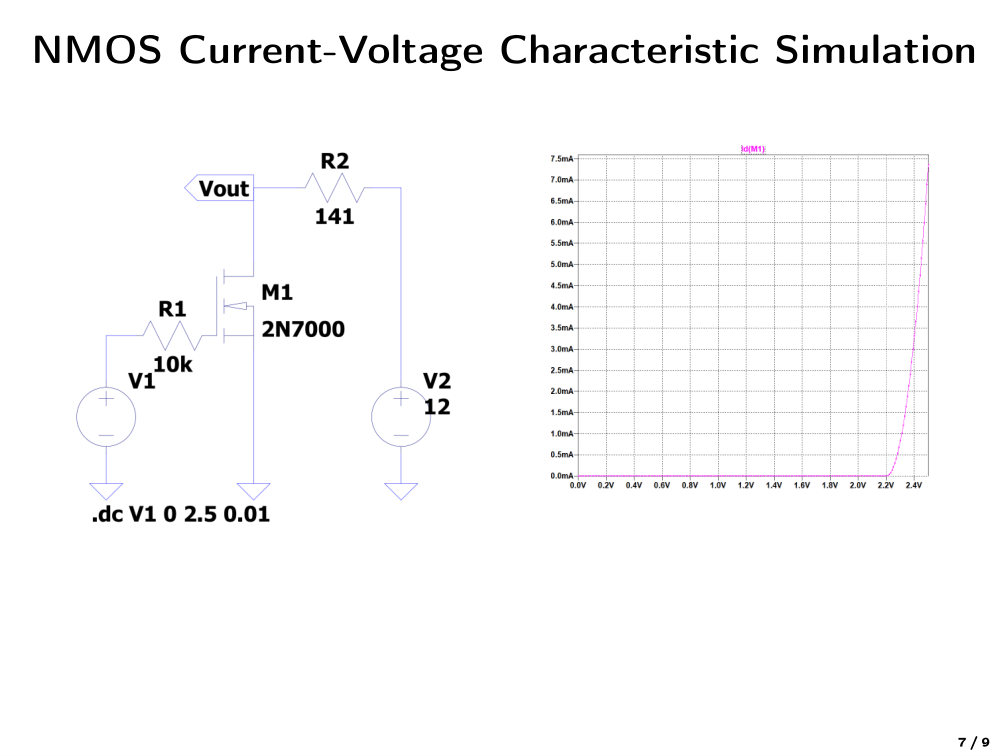 NMOS Current-Voltage Characteristic Simulation
R2
Vout
141
M1
R1
2N7000
10k
V1
V2
12
+
+
.dc V1 0 2.5 0.01
Id(M1)
7.5mA
7.0mA
6.5mA
6.0mA
5.5mA
5.0mA
4.5mA
4.0mA
3.5mA
3.0mA
2.5mA
2.0mA
1.5mA
1.0mA
0.5mA
0.0mA
0.0V 0.2V 0.4V 0.6V 0.8V 1.0V 1.2V 1.4V 1.6V 1.8V 2.0V 2.2V 2.4V
7 / 9